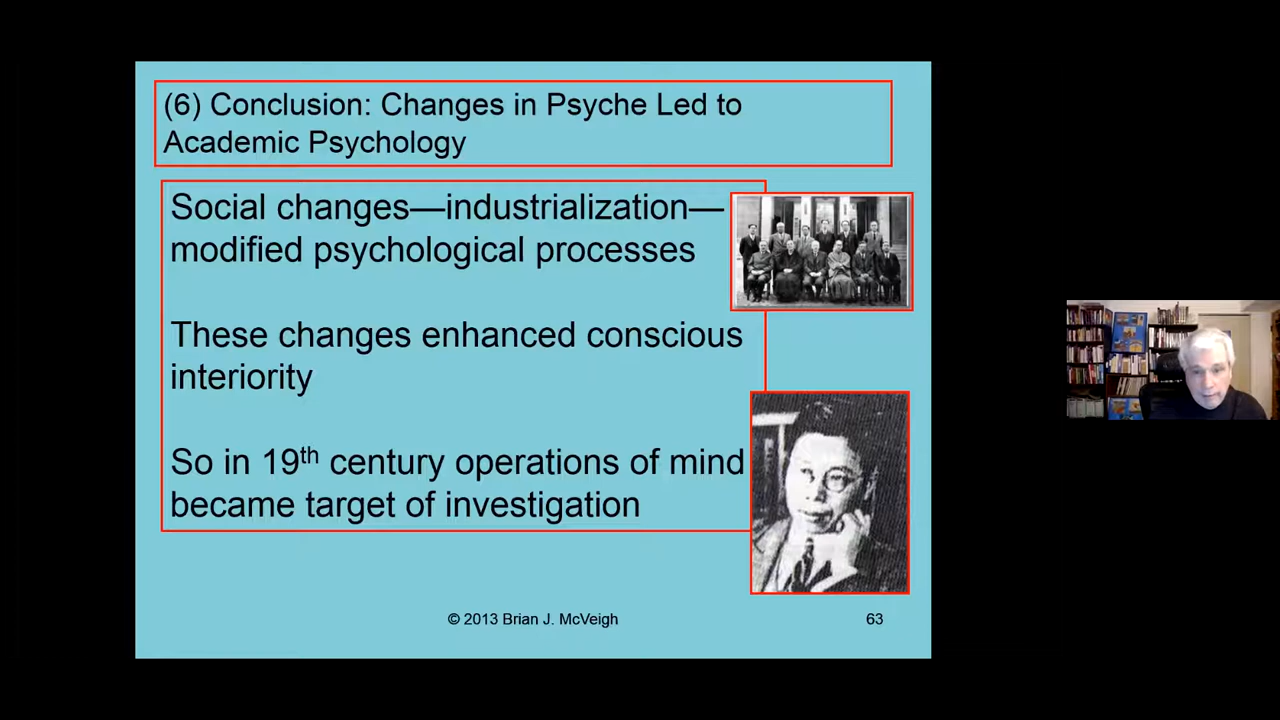 (6) Conclusion: Changes in Psyche Led to
Academic Psychology
Social changes—industrialization—
modified psychological processes
These changes enhanced conscious
interiority
So in 19th century operations of mind
became target of investigation
© 2013 Brian J. McVeigh
63